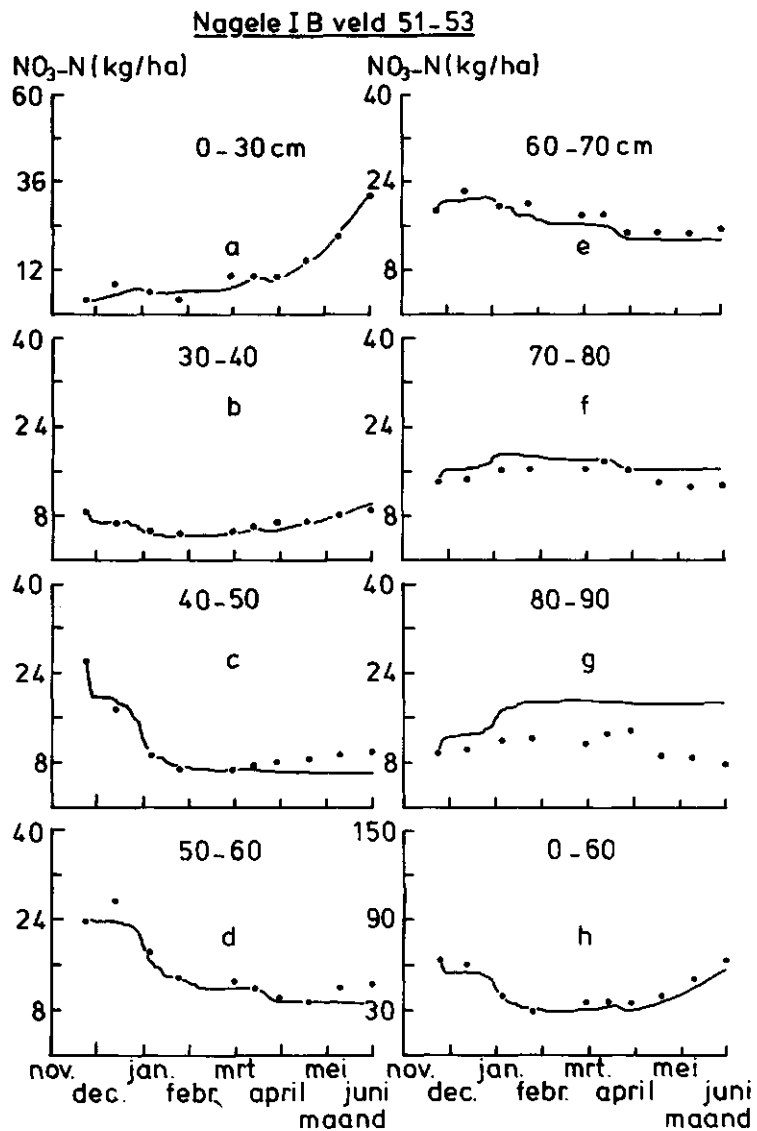 Nagele I B veld 51-53
NO₃-N (kg/ha) NO₃-N (kg/ha)
60 40
0-30 cm 60-70 cm
36 24
a e
12 8
40 40
30-40 70-80
b f
24 24
8 8
40 40
40-50 80-90
c g
24 24
8 8
40 150
50-60 0-60
24 90
d h
8 30
nov. jan. mrt mei nov. jan. mrt. mei
dec. febr. april juni dec. febr. april juni
maand maand